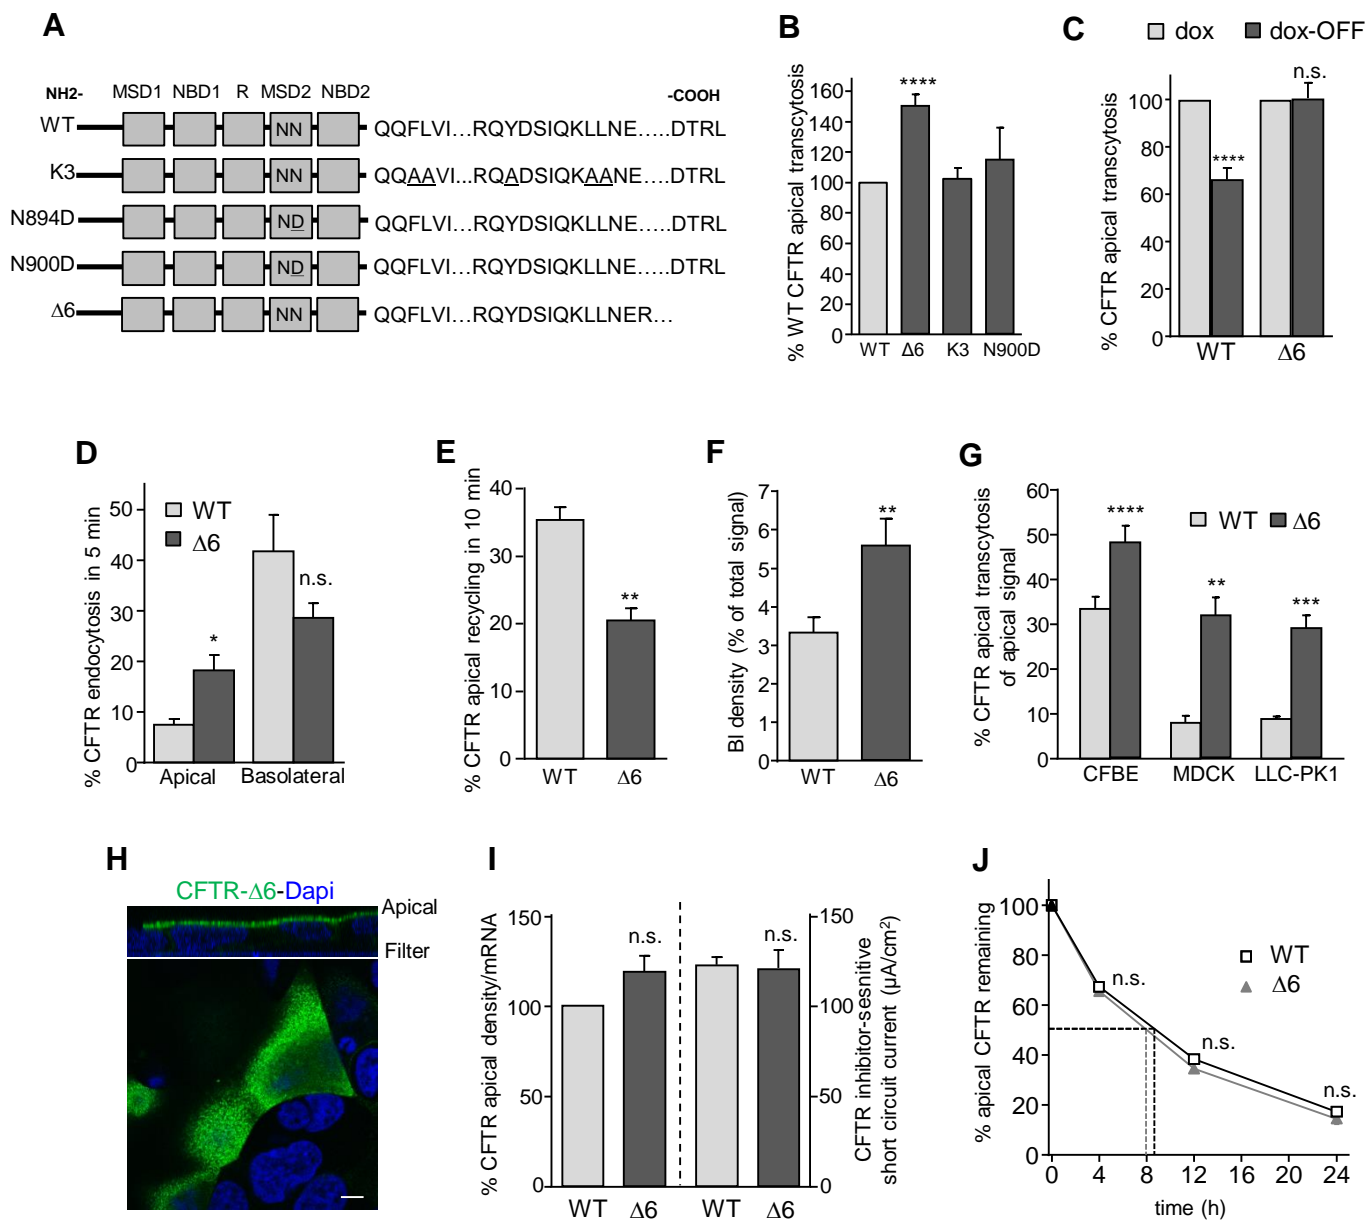 A
NH2- MSD1 NBD1 R MSD2 NBD2 -COOH
WT NN QQFLVI...RQYDSIQKLLNE.....DTRL
K3 NN QQAAVI...RQADSIQKAANE.....DTRL
N894D ND QQFLVI...RQYDSIQKLLNE.....DTRL
N900D ND QQFLVI...RQYDSIQKLLNE.....DTRL
Δ6 NN QQFLVI...RQYDSIQKLLNER...
B
% WT CFTR apical transcytosis
160
140
120
100
80
60
40
20
0
****
WT Δ6 K3 N900D
C
dox dox-OFF
% CFTR apical transcytosis
100
80
60
40
20
0
****
n.s.
WT Δ6
D
% CFTR endocytosis in 5 min
50
40
30
20
10
0
WT
Δ6
*
n.s.
Apical Basolateral
E
% CFTR apical recycling in 10 min
40
30
20
10
0
**
WT Δ6
F
BI density (% of total signal)
7
6
5
4
3
2
1
0
**
WT Δ6
G
% CFTR apical transcytosis
of apical signal
60
50
40
30
20
10
0
WT Δ6
****
**
***
CFBE MDCK LLC-PK1
H
CFTR-Δ6-Dapi
Apical
Filter
I
% CFTR apical density/mRNA
150
100
50
0
n.s.
n.s.
150
100
50
0
CFTR inhibitor-sesnitive
short circuit current (µA/cm²)
WT Δ6 WT Δ6
J
% apical CFTR remaining
100
80
60
40
20
0
WT
Δ6
n.s.
n.s.
n.s.
0 4 8 12 16 20 24
time (h)